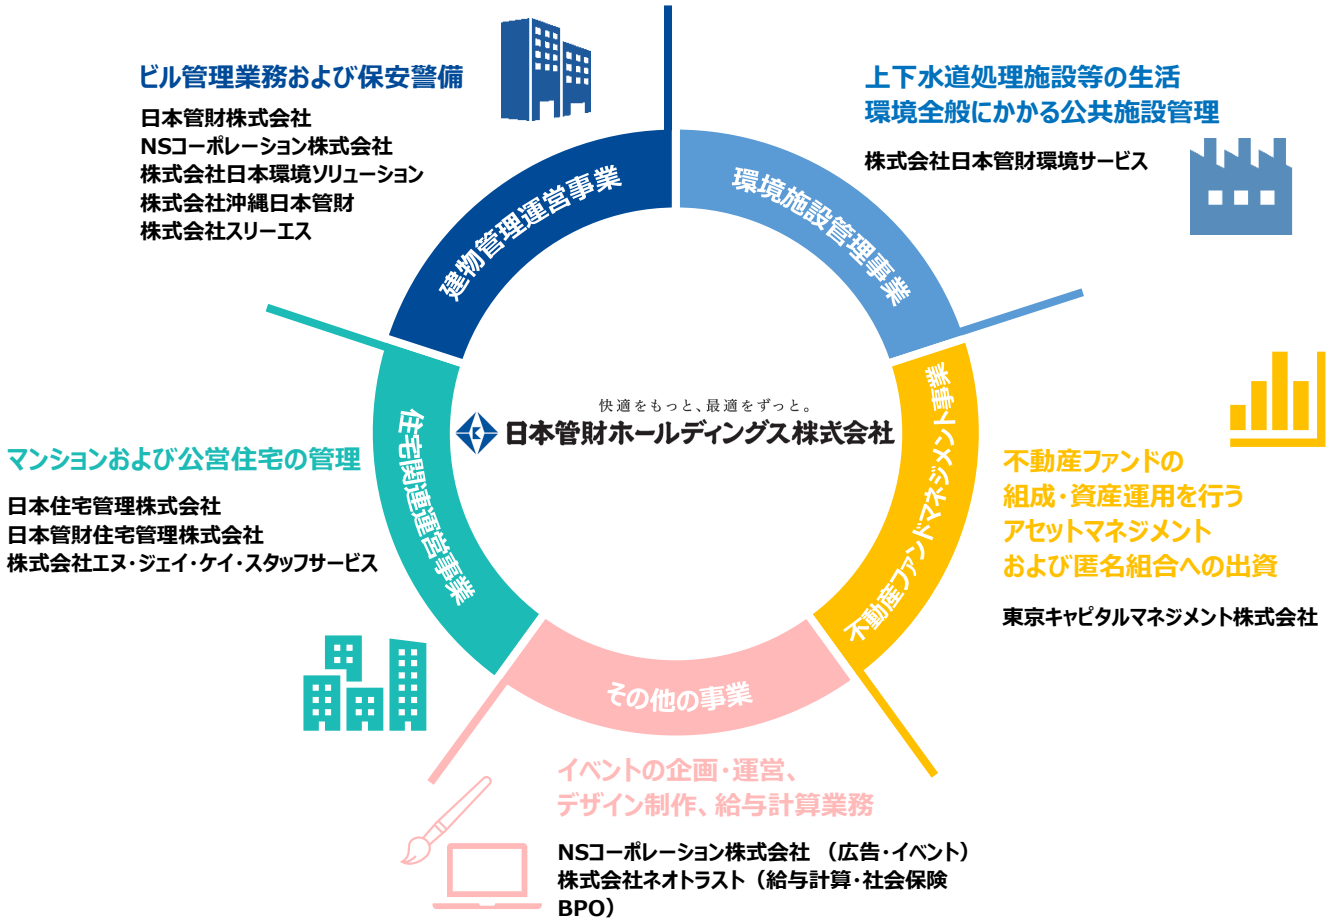 ビル管理業務および保安警備
日本管財株式会社
NSコーポレーション株式会社
株式会社日本環境ソリューション
株式会社沖縄日本管財
株式会社スリーエス
建物管理運営事業
上下水道処理施設等の生活
環境全般にかかる公共施設管理
株式会社日本管財環境サービス
環境施設管理事業
快適をもっと、最適をずっと。
日本管財ホールディングス株式会社
マンションおよび公営住宅の管理
日本住宅管理株式会社
日本管財住宅管理株式会社
株式会社エヌ・ジェイ・ケイ・スタッフサービス
住宅関連運営事業
不動産ファンドマネジメント事業
不動産ファンドの
組成・資産運用を行う
アセットマネジメント
および匿名組合への出資
東京キャピタルマネジメント株式会社
その他の事業
イベントの企画・運営、
デザイン制作、給与計算業務
NSコーポレーション株式会社 （広告・イベント）
株式会社ネオトラスト（給与計算・社会保険
BPO）